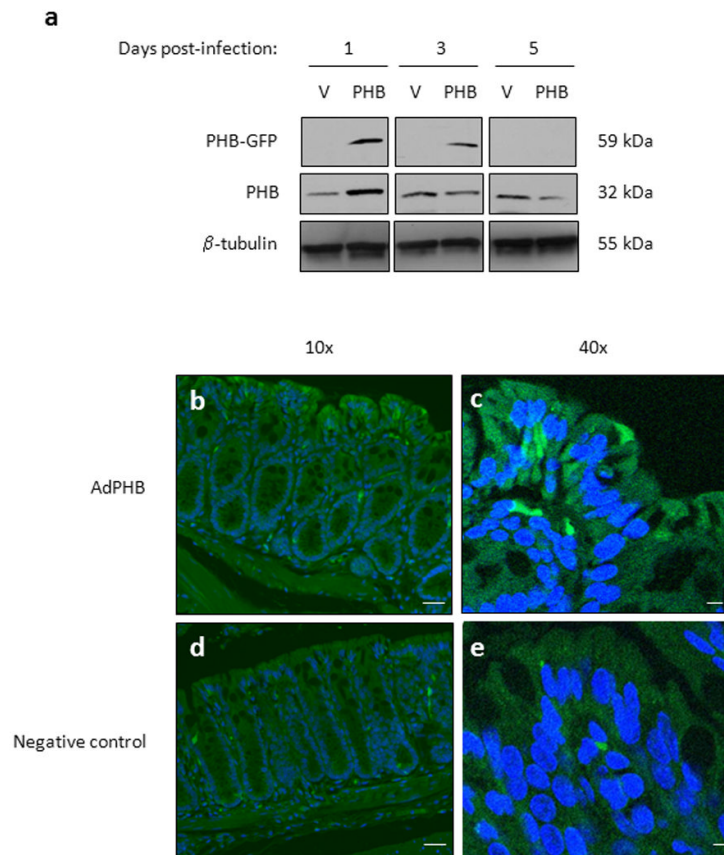 a
Days post-infection: 1 3 5
V PHB V PHB V PHB
PHB-GFP 59 kDa
PHB 32 kDa
β-tubulin 55 kDa
10x 40x
b c
AdPHB
d e
Negative control